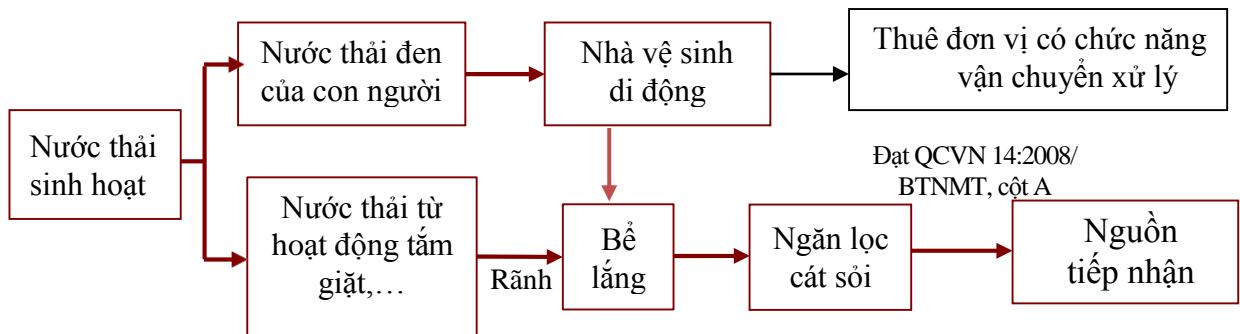 Nước thải đen
của con người
Nhà vệ sinh
di động
Thuê đơn vị có chức năng
vận chuyển xử lý
Nước thải
sinh hoạt
Đạt QCVN 14:2008/
BTNMT, cột A
Nước thải từ
hoạt động tắm
giặt,…
Rãnh
Bể
lắng
Ngăn lọc
cát sỏi
Nguồn
tiếp nhận